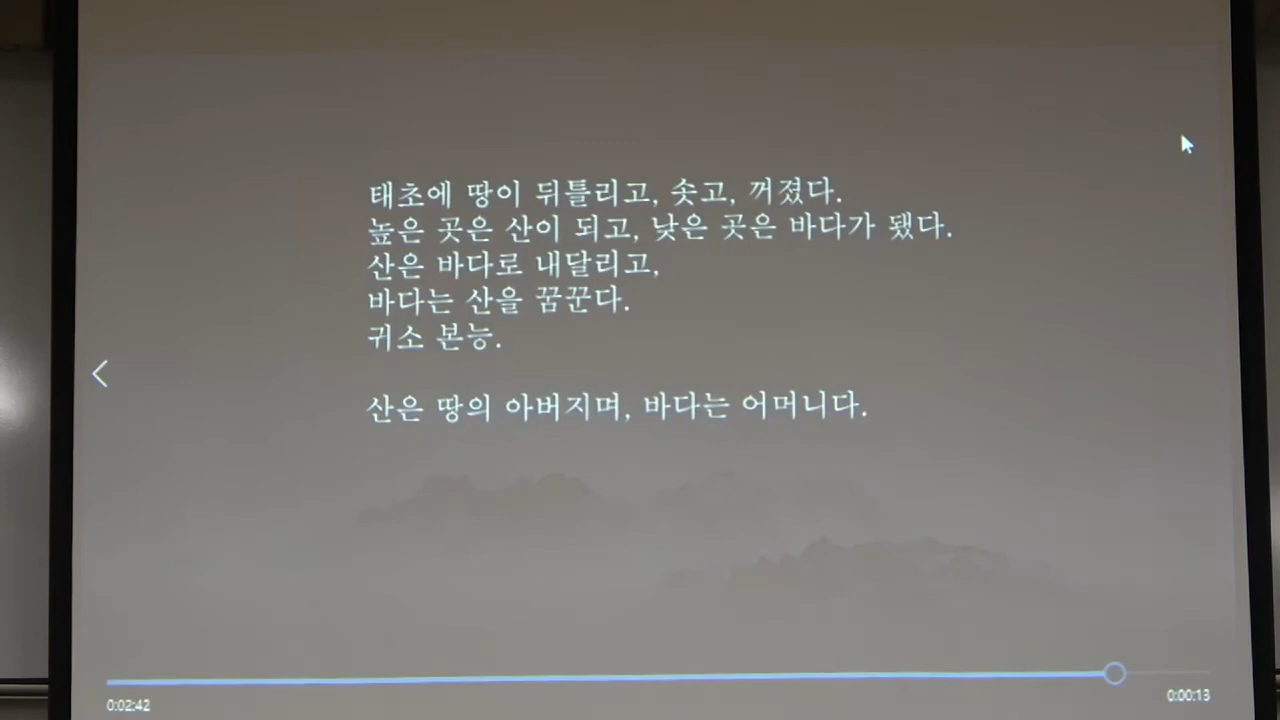 태초에 땅이 뒤틀리고, 솟고, 꺼졌다.
높은 곳은 산이 되고, 낮은 곳은 바다가 됐다.
산은 바다로 내달리고,
바다는 산을 꿈꾼다.
귀소 본능.
산은 땅의 아버지며, 바다는 어머니다.
0:02:42
0:00:13